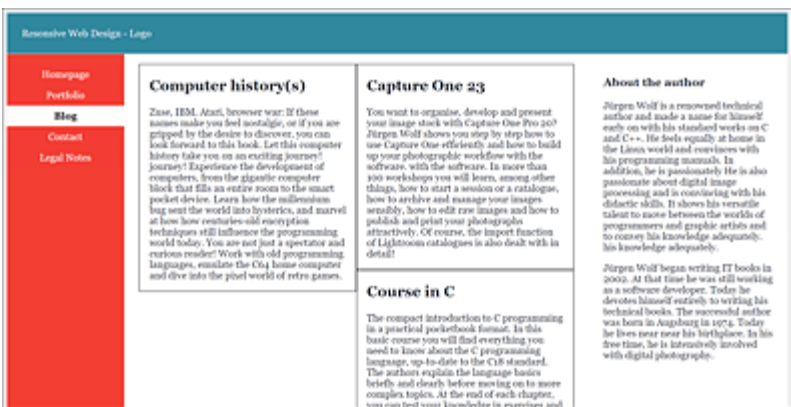 Responsive Web Design - Logo
Homepage
Portfolio
Blog
Contact
Legal Notes
Computer history(s)
Zuse, IBM, Atari, browser war: If these
names make you feel nostalgic, or if you are
gripped by the desire to discover, you can
look forward to this book. Let this computer
history take you on an exciting journey!
journey! Experience the development of
computers, from the gigantic computer
block that fills an entire room to the smart
pocket device. Learn how the millennium
bug sent the world into hysterics, and marvel
at how how centuries-old encryption
techniques still influence the programming
world today. You are not just a spectator and
curious reader! Work with old programming
languages, emulate the C64 home computer
and dive into the pixel world of retro games.
Capture One 23
You want to organise, develop and present
your image stock with Capture One Pro 20?
Jürgen Wolf shows you step by step how to
use Capture One efficiently and how to build
up your photographic workflow with the
software. with the software. In more than
100 workshops you will learn, among other
things, how to start a session or a catalogue,
how to archive and manage your images
sensibly, how to edit raw images and how to
publish and print your photographs
attractively. Of course, the import function
of Lightroom catalogues is also dealt with in
detail!
Course in C
The compact introduction to C programming
in a practical pocketbook format. In this
basic course you will find everything you
need to know about the C programming
language, up-to-date to the C18 standard.
The authors explain the language basics
briefly and clearly before moving on to more
complex topics. At the end of each chapter,
you can test your knowledge in exercises and
About the author
Jürgen Wolf is a renowned technical
author and made a name for himself
early on with his standard works on C
and C++. He feels equally at home in
the Linux world and convinces with
his programming manuals. In
addition, he is passionately He is also
passionate about digital image
processing and is convincing with his
didactic skills. It shows his versatile
talent to move between the worlds of
programmers and graphic artists and
to convey his knowledge adequately.
his knowledge adequately.
Jürgen Wolf began writing IT books in
2002. At that time he was still working
as a software developer. Today he
devotes himself entirely to writing his
technical books. The successful author
was born in Augsburg in 1974. Today
he lives near near his birthplace. In his
free time, he is intensively involved
with digital photography.